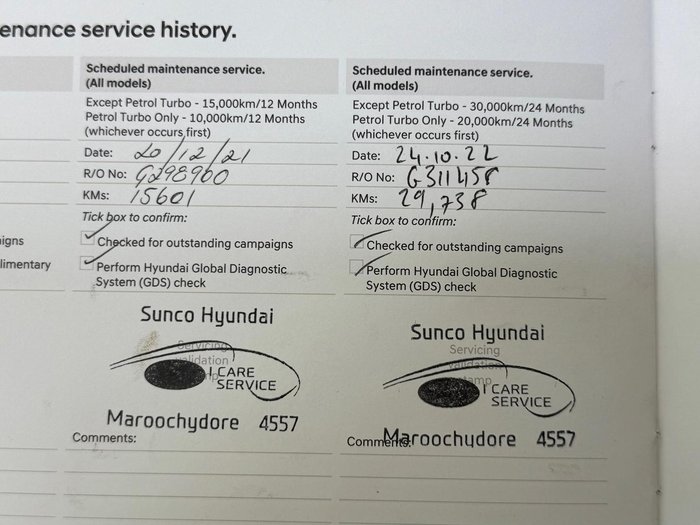 enance service history.
igns
limentary
Scheduled maintenance service.
(All models)
Except Petrol Turbo - 15,000km/12 Months
Petrol Turbo Only - 10,000km/12 Months
(whichever occurs first)
Date: 20/12/21
R/O No: G298960
KMs: 15601
Tick box to confirm:
Checked for outstanding campaigns
Perform Hyundai Global Diagnostic
System (GDS) check
Sunco Hyundai
Servicing
validation
I CARE
SERVICE
Maroochydore 4557
Comments:
Scheduled maintenance service.
(All models)
Except Petrol Turbo - 30,000km/24 Months
Petrol Turbo Only - 20,000km/24 Months
(whichever occurs first)
Date: 24.10.22
R/O No: G311458
KMs: 29,738
Tick box to confirm:
Checked for outstanding campaigns
Perform Hyundai Global Diagnostic
System (GDS) check
Sunco Hyundai
Servicing
validation
stamp
I CARE
SERVICE
Maroochydore 4557
Comments: